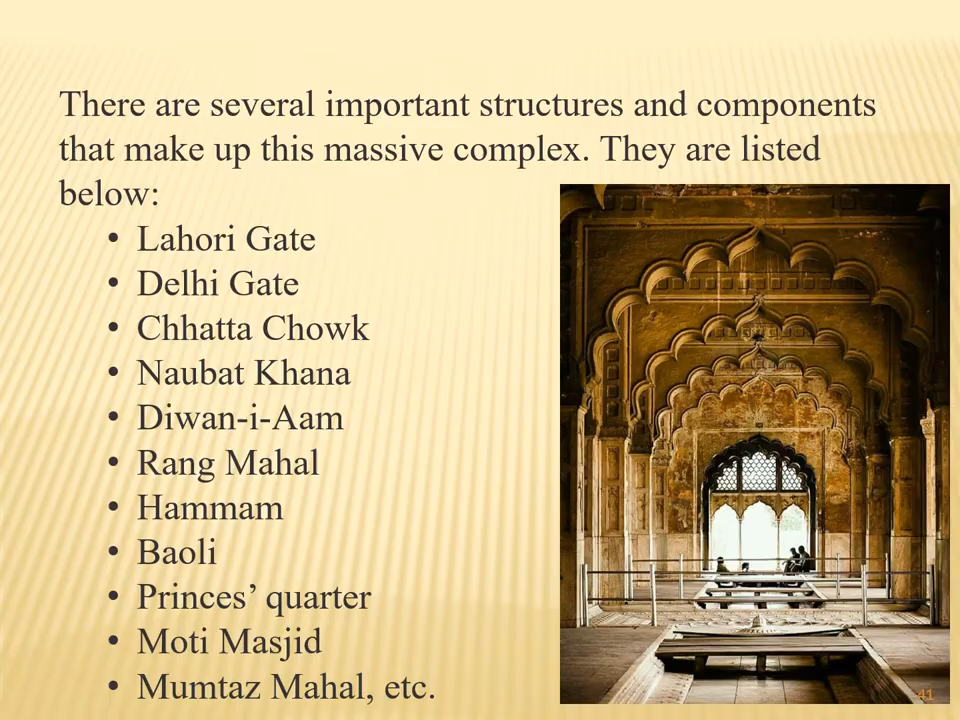 There are several important structures and components
that make up this massive complex. They are listed
below:
• Lahori Gate
• Delhi Gate
• Chhatta Chowk
• Naubat Khana
• Diwan-i-Aam
• Rang Mahal
• Hammam
• Baoli
• Princes’ quarter
• Moti Masjid
• Mumtaz Mahal, etc.
41